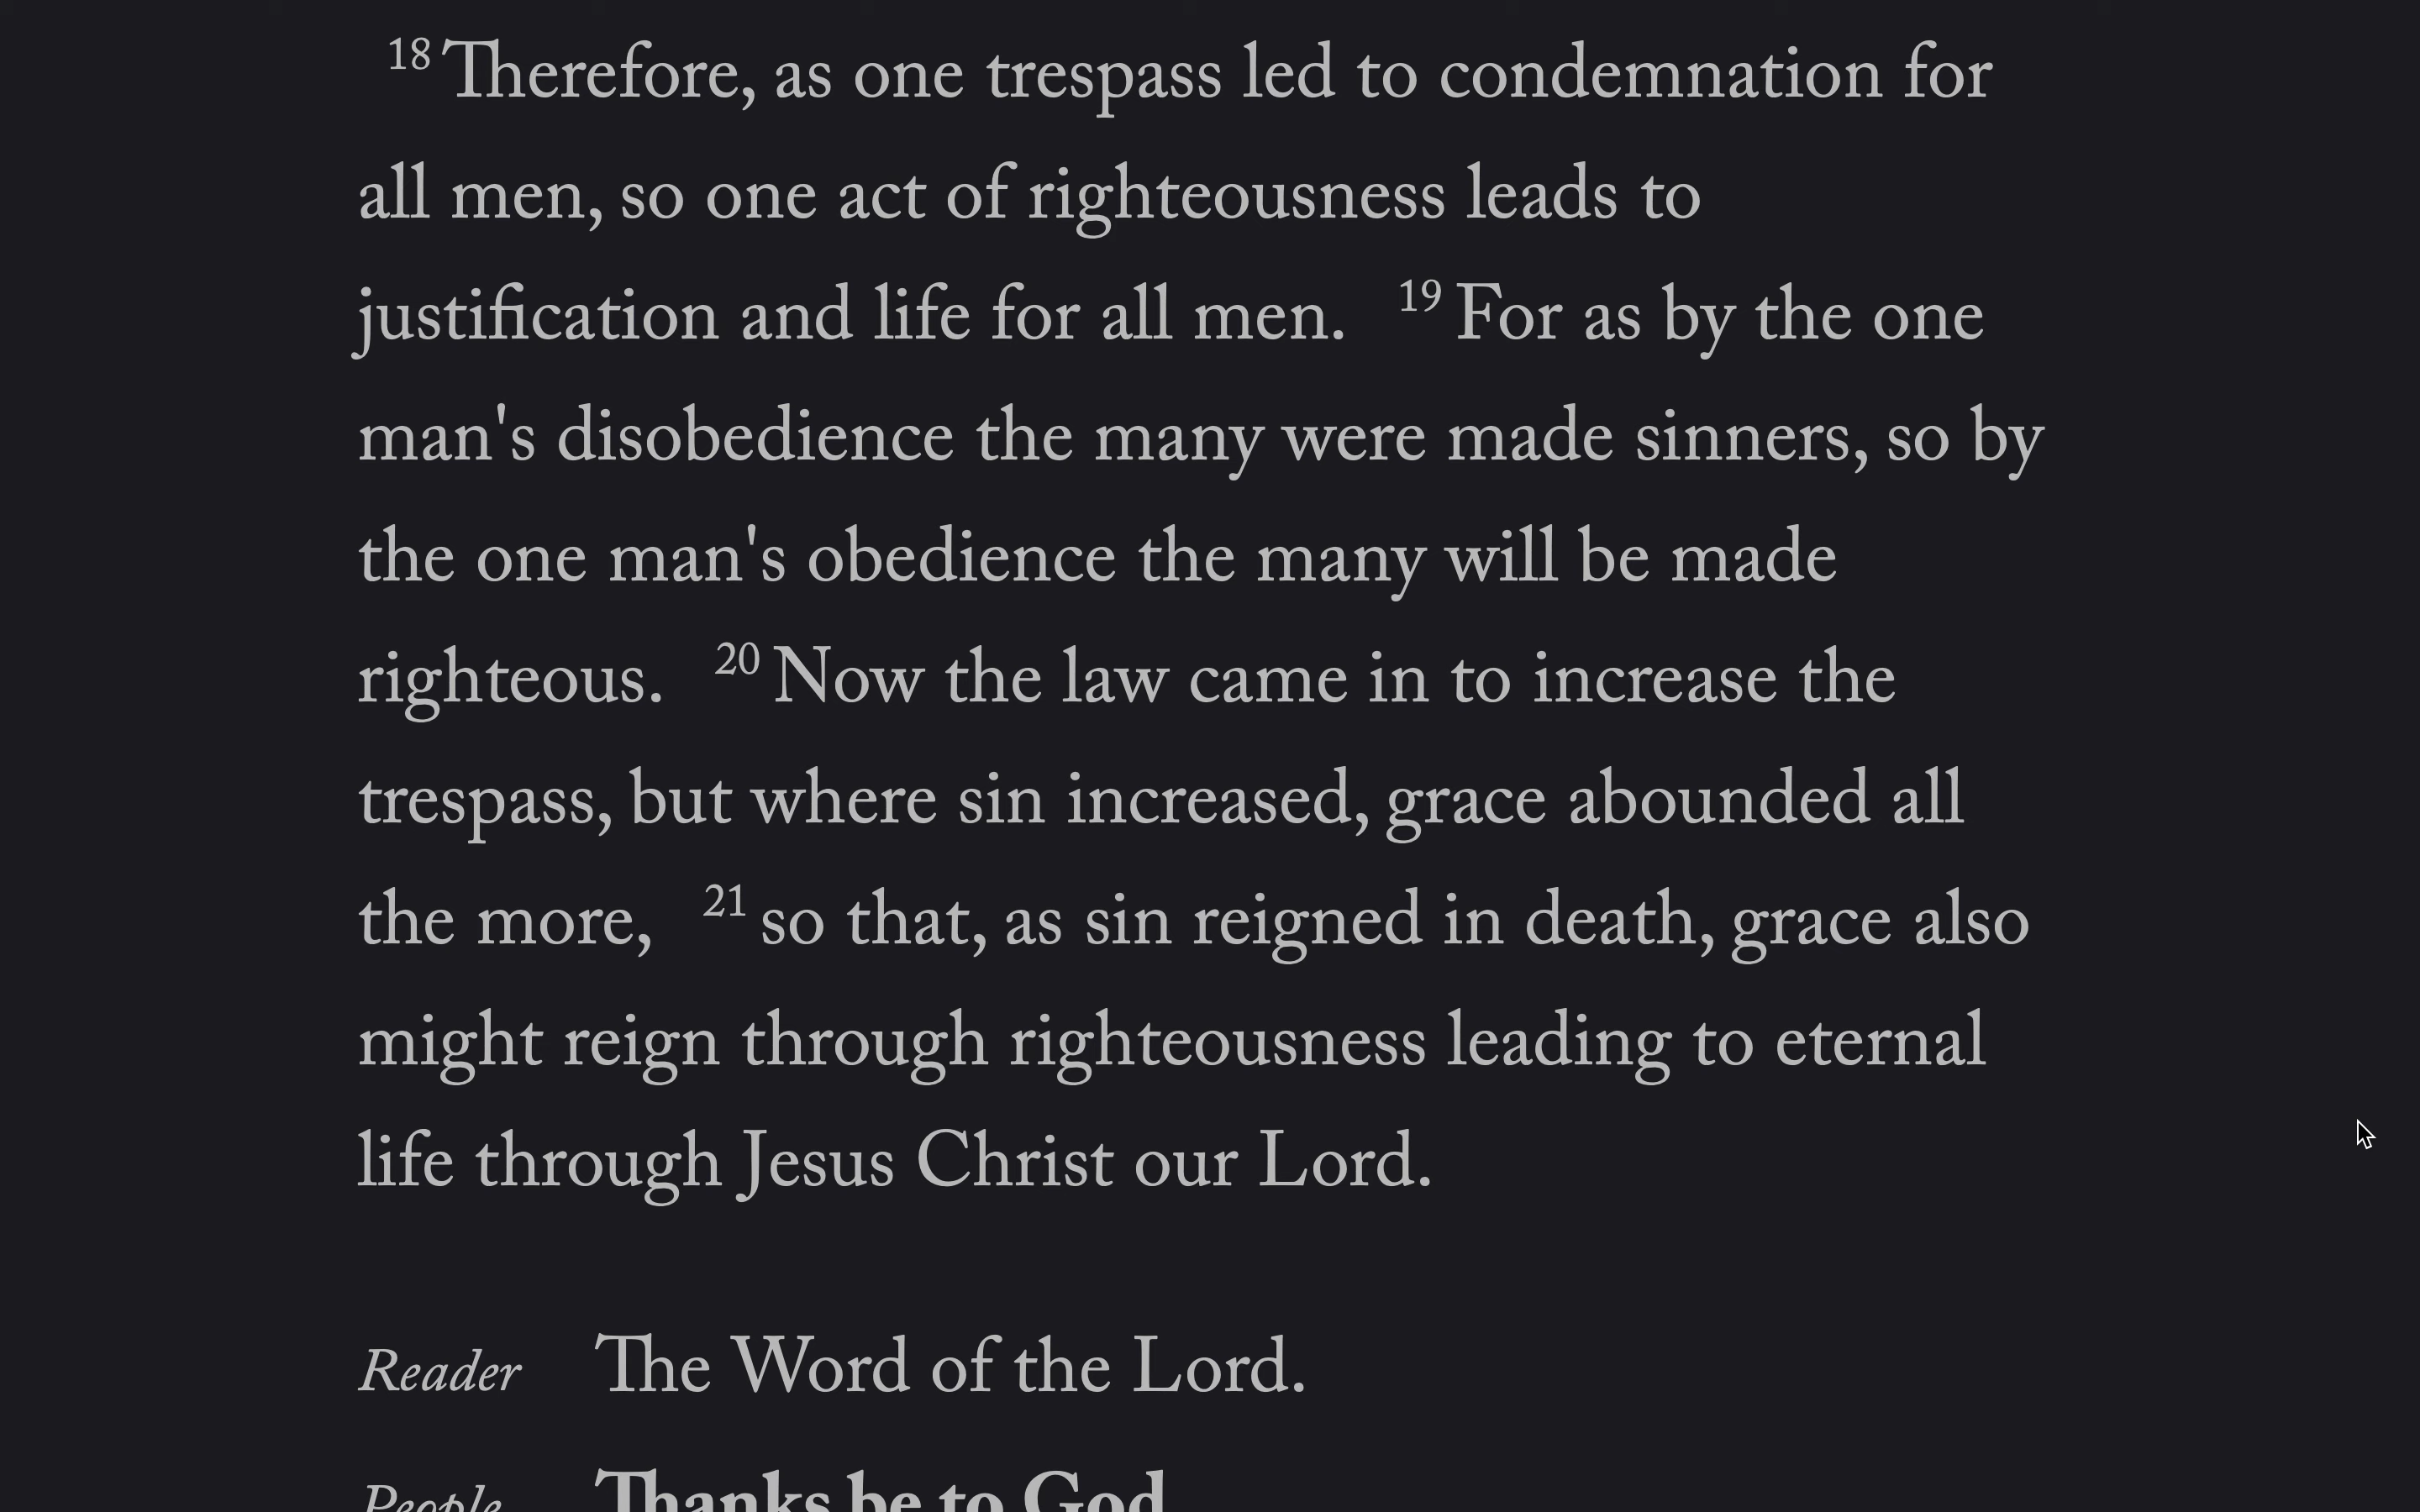 18 Therefore, as one trespass led to condemnation for
all men, so one act of righteousness leads to
justification and life for all men. 19 For as by the one
man's disobedience the many were made sinners, so by
the one man's obedience the many will be made
righteous. 20 Now the law came in to increase the
trespass, but where sin increased, grace abounded all
the more, 21 so that, as sin reigned in death, grace also
might reign through righteousness leading to eternal
life through Jesus Christ our Lord.
Reader The Word of the Lord.
People Thanks be to God